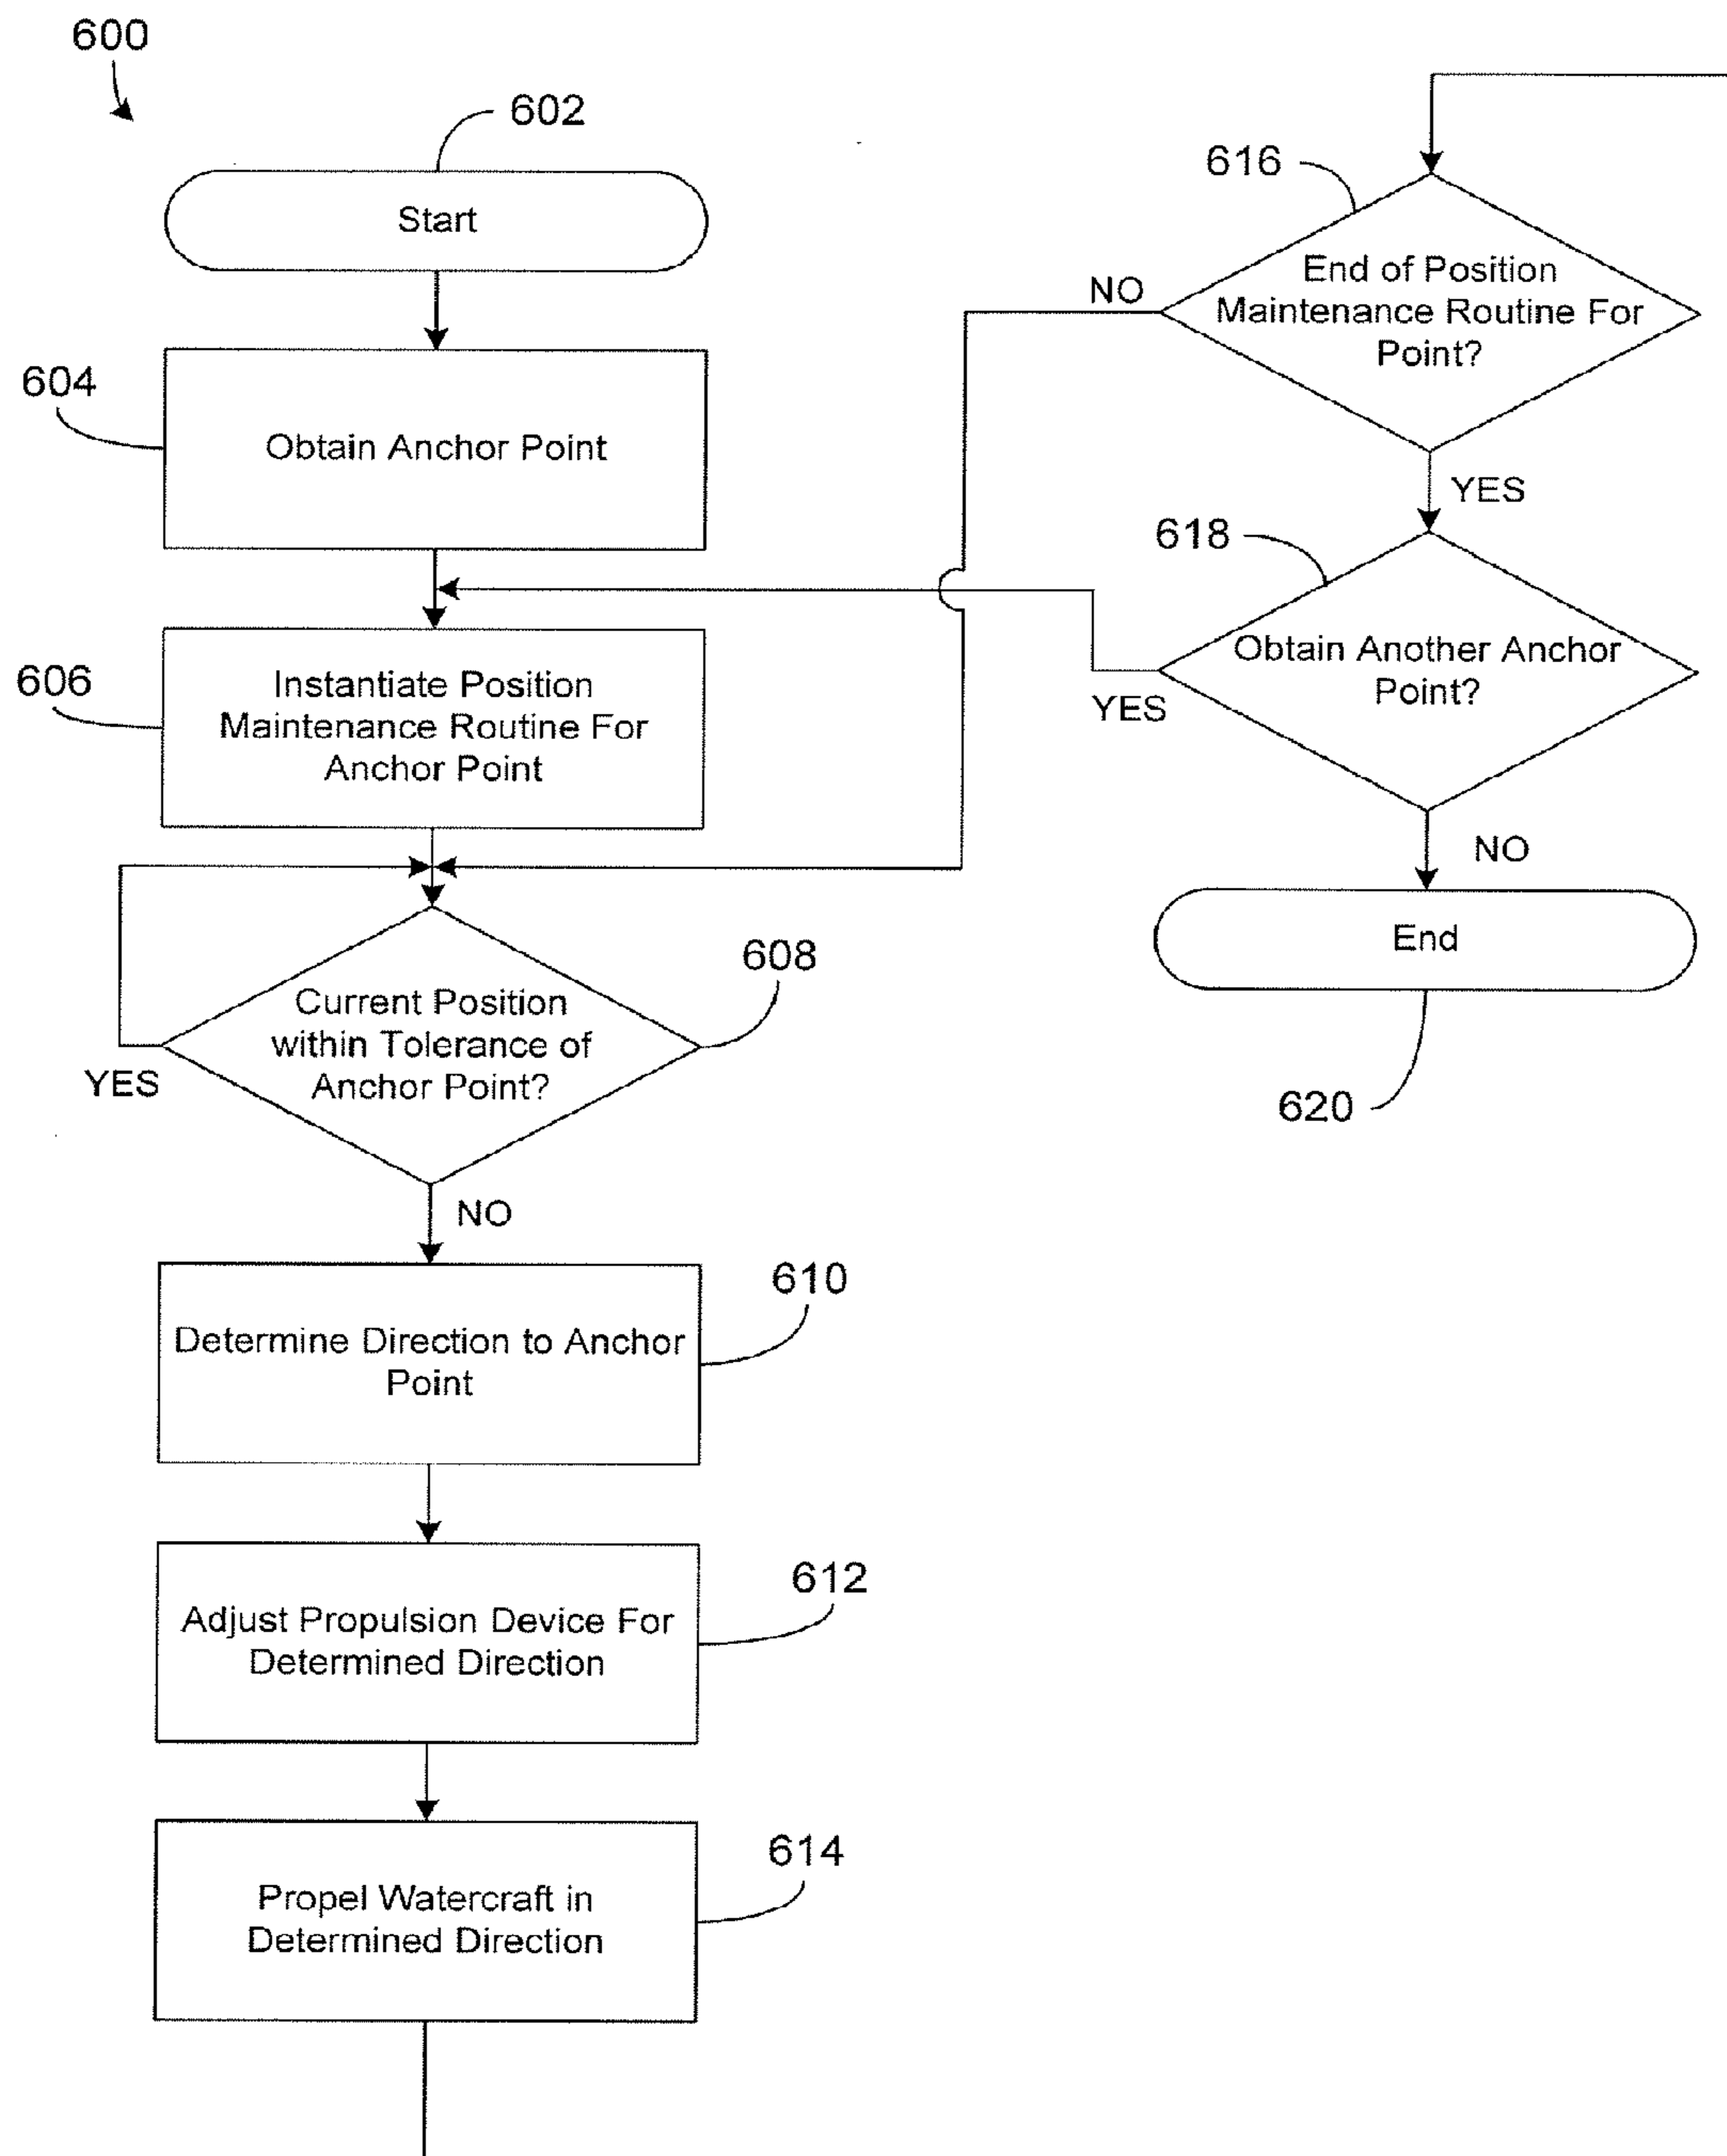 600
602
Start
604
Obtain Anchor Point
606
Instantiate Position
Maintenance Routine For
Anchor Point
608
Current Position
within Tolerance of
Anchor Point?
YES
NO
610
Determine Direction to Anchor
Point
612
Adjust Propulsion Device For
Determined Direction
614
Propel Watercraft in
Determined Direction
616
End of Position
Maintenance Routine For
Point?
NO
YES
618
Obtain Another Anchor
Point?
YES
NO
End
620